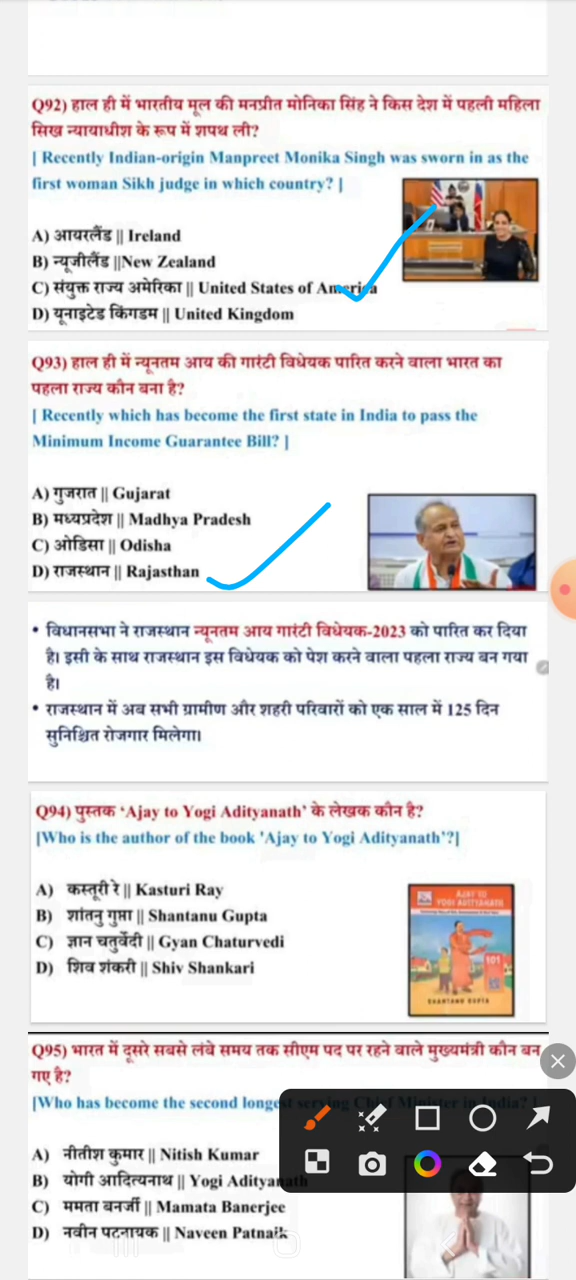 Q92) हाल ही में भारतीय मूल की मनप्रीत मोनिका सिंह ने किस देश में पहली महिला
सिख न्यायाधीश के रूप में शपथ ली?
[ Recently Indian-origin Manpreet Monika Singh was sworn in as the
first woman Sikh judge in which country? ]
A) आयरलैंड || Ireland
B) न्यूजीलैंड ||New Zealand
C) संयुक्त राज्य अमेरिका || United States of America
D) यूनाइटेड किंगडम || United Kingdom
Q93) हाल ही में न्यूनतम आय की गारंटी विधेयक पारित करने वाला भारत का
पहला राज्य कौन बना है?
[ Recently which has become the first state in India to pass the
Minimum Income Guarantee Bill? ]
A) गुजरात || Gujarat
B) मध्यप्रदेश || Madhya Pradesh
C) ओडिसा || Odisha
D) राजस्थान || Rajasthan
• विधानसभा ने राजस्थान न्यूनतम आय गारंटी विधेयक-2023 को पारित कर दिया
है। इसी के साथ राजस्थान इस विधेयक को पेश करने वाला पहला राज्य बन गया
है।
• राजस्थान में अब सभी ग्रामीण और शहरी परिवारों को एक साल में 125 दिन
सुनिश्चित रोजगार मिलेगा।
Q94) पुस्तक ‘Ajay to Yogi Adityanath’ के लेखक कौन है?
[Who is the author of the book 'Ajay to Yogi Adityanath'?]
A) कस्तूरी रे || Kasturi Ray
B) शांतनु गुप्ता || Shantanu Gupta
C) ज्ञान चतुर्वेदी || Gyan Chaturvedi
D) शिव शंकरी || Shiv Shankari
AJAY TO
YOGI ADITYANATH
101
SHANTANU GUPTA
Q95) भारत में दूसरे सबसे लंबे समय तक सीएम पद पर रहने वाले मुख्यमंत्री कौन बन
गए है?
[Who has become the second longest serving Chief Minister in India? ]
A) नीतीश कुमार || Nitish Kumar
B) योगी आदित्यनाथ || Yogi Adityanath
C) ममता बनर्जी || Mamata Banerjee
D) नवीन पटनायक || Naveen Patnaik